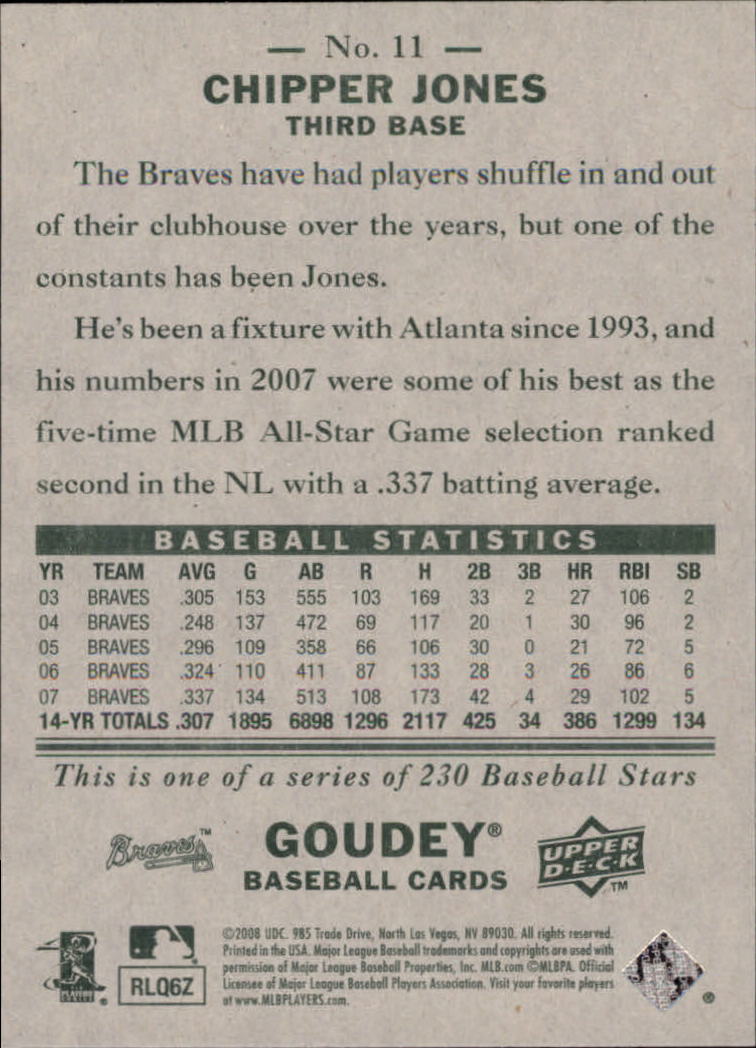 — No. 11 —
CHIPPER JONES
THIRD BASE
The Braves have had players shuffle in and out
of their clubhouse over the years, but one of the
constants has been Jones.
He's been a fixture with Atlanta since 1993, and
his numbers in 2007 were some of his best as the
five-time MLB All-Star Game selection ranked
second in the NL with a .337 batting average.
BASEBALL STATISTICS
YR TEAM AVG G AB R H 2B 3B HR RBI SB
03 BRAVES .305 153 555 103 169 33 2 27 106 2
04 BRAVES .248 137 472 69 117 20 1 30 96 2
05 BRAVES .296 109 358 66 106 30 0 21 72 5
06 BRAVES .324 110 411 87 133 28 3 26 86 6
07 BRAVES .337 134 513 108 173 42 4 29 102 5
14-YR TOTALS .307 1895 6898 1296 2117 425 34 386 1299 134
This is one of a series of 230 Baseball Stars
Braves™
GOUDEY®
BASEBALL CARDS
UPPER
D·E·C·K™
RLQ6Z
©2008 UDC. 985 Trade Drive, North Las Vegas, NV 89030. All rights reserved.
Printed in the USA. Major League Baseball trademarks and copyrights are used with
permission of Major League Baseball Properties, Inc. MLB.com ©MLBPA. Official
Licensee of Major League Baseball Players Association. Visit your favorite players
at www.MLBPLAYERS.com.
®